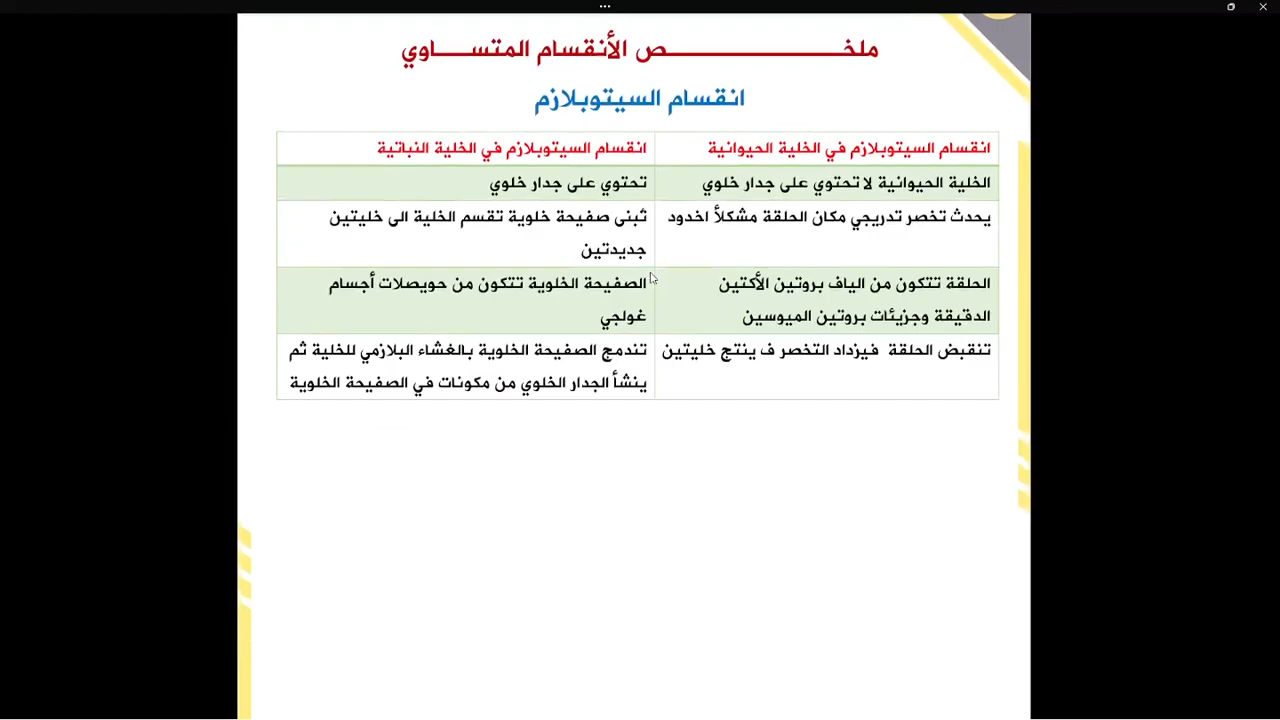 ملخــــــــــــــــــــص الأنقسام المتســــاوي
انقسام السيتوبلازم
انقسام السيتوبلازم في الخلية الحيوانية
انقسام السيتوبلازم في الخلية النباتية
الخلية الحيوانية لا تحتوي على جدار خلوي
تحتوي على جدار خلوي
يحدث تخصر تدريجي مكان الحلقة مشكلاً اخدود
تُبنى صفيحة خلوية تقسم الخلية الى خليتين
جديدتين
الحلقة تتكون من الياف بروتين الأكتين
الدقيقة وجزيئات بروتين الميوسين
الصفيحة الخلوية تتكون من حويصلات أجسام
غولجي
تنقبض الحلقة فيزداد التخصر ف ينتج خليتين
تندمج الصفيحة الخلوية بالغشاء البلازمي للخلية ثم
ينشأ الجدار الخلوي من مكونات في الصفيحة الخلوية